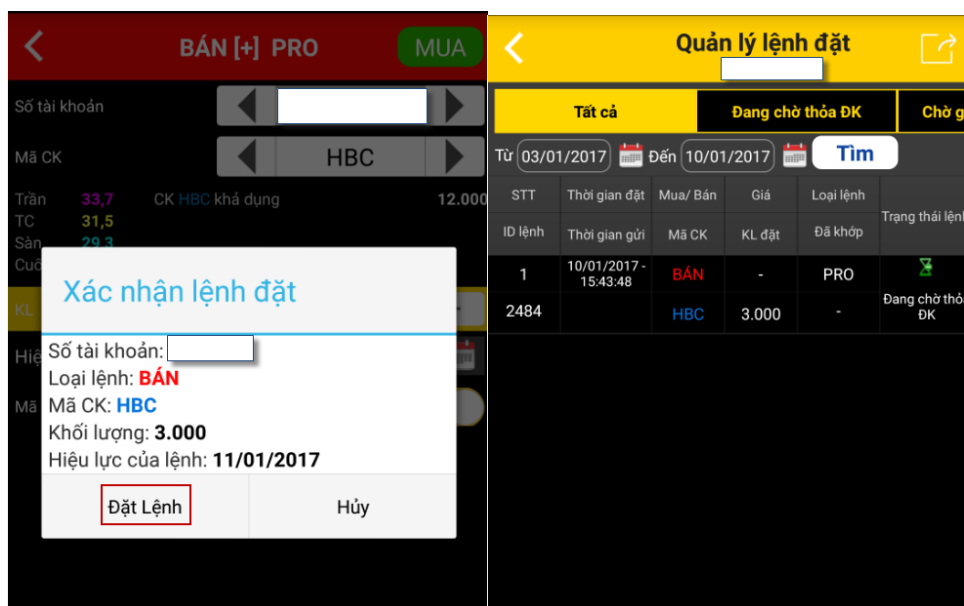 BÁN [+] PRO
MUA
Số tài khoản
Mã CK
HBC
Trần 33,7 CK HBC khả dụng 12.000
TC 31,5
Sàn 29,3
Cuố
KL
Hiệ
Mã
Xác nhận lệnh đặt
Số tài khoản:
Loại lệnh: BÁN
Mã CK: HBC
Khối lượng: 3.000
Hiệu lực của lệnh: 11/01/2017
Đặt Lệnh
Hủy
Quản lý lệnh đặt
Tất cả
Đang chờ thỏa ĐK
Chờ g
Từ 03/01/2017 Đến 10/01/2017 Tìm
STT Thời gian đặt Mua/ Bán Giá Loại lệnh
Trạng thái lệnh
ID lệnh Thời gian gửi Mã CK KL đặt Đã khớp
1 10/01/2017 - 15:43:48 BÁN - PRO
2484 HBC 3.000 -
Đang chờ thỏa
ĐK